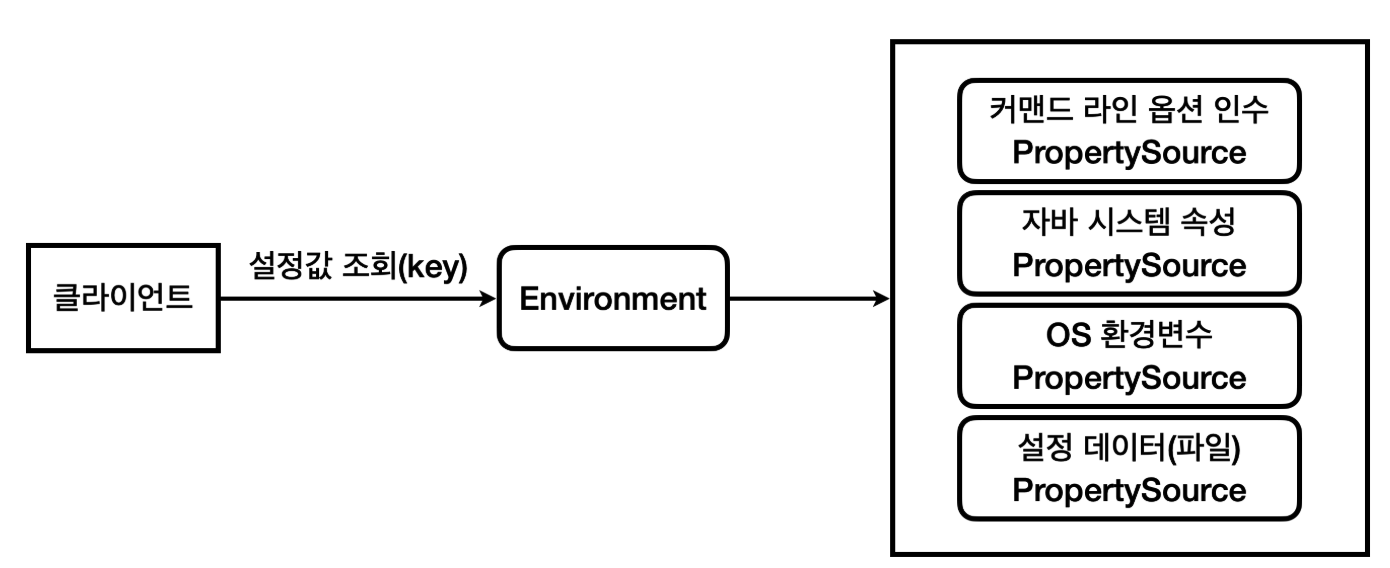 클라이언트
설정값 조회(key)
Environment
커맨드 라인 옵션 인수
PropertySource
자바 시스템 속성
PropertySource
OS 환경변수
PropertySource
설정 데이터(파일)
PropertySource